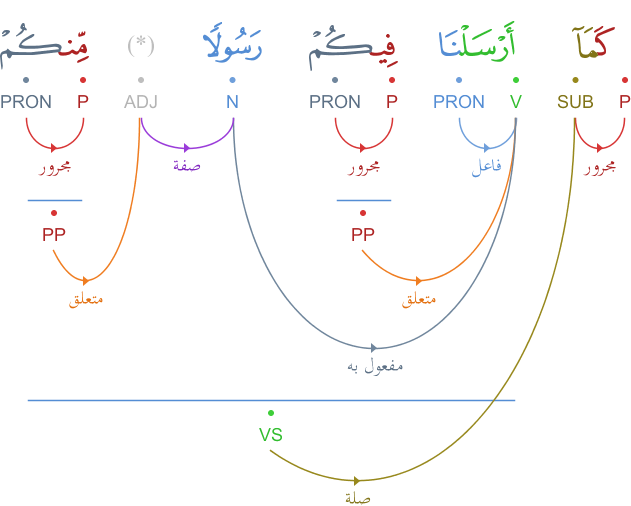 كَمَآ أَرْسَلْنَا فِيكُمْ رَسُولًا (*) مِّنكُمْ
P SUB V PRON P PRON N ADJ P PRON
مجرور فاعل مجرور صفة مجرور
PP PP
متعلق متعلق
مفعول به
VS
صلة